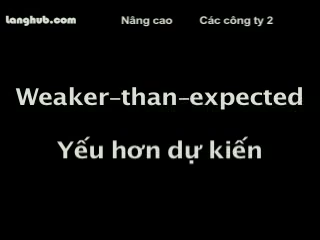 langhub.com Nâng cao Các công ty 2
Weaker-than-expected
Yếu hơn dự kiến